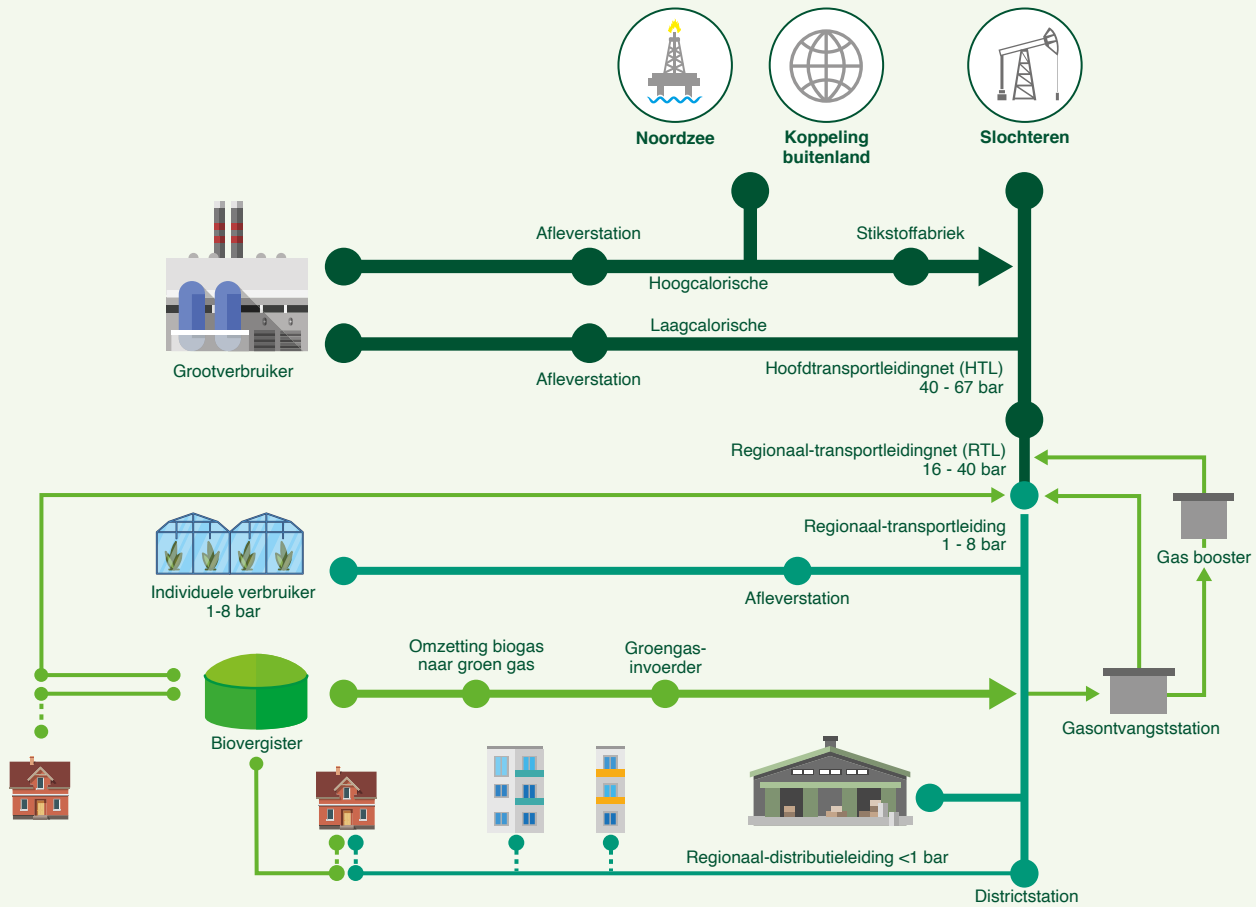 Noordzee
Koppeling
buitenland
Slochteren
Afleverstation
Stikstoffabriek
Hoogcalorische
Laagcalorische
Grootverbruiker
Afleverstation
Hoofdtransportleidingnet (HTL)
40 - 67 bar
Regionaal-transportleidingnet (RTL)
16 - 40 bar
Regionaal-transportleiding
1 - 8 bar
Gas booster
Individuele verbruiker
1-8 bar
Afleverstation
Omzetting biogas
naar groen gas
Groengas-
invoerder
Biovergister
Gasontvangststation
Regionaal-distributieleiding <1 bar
Districtstation